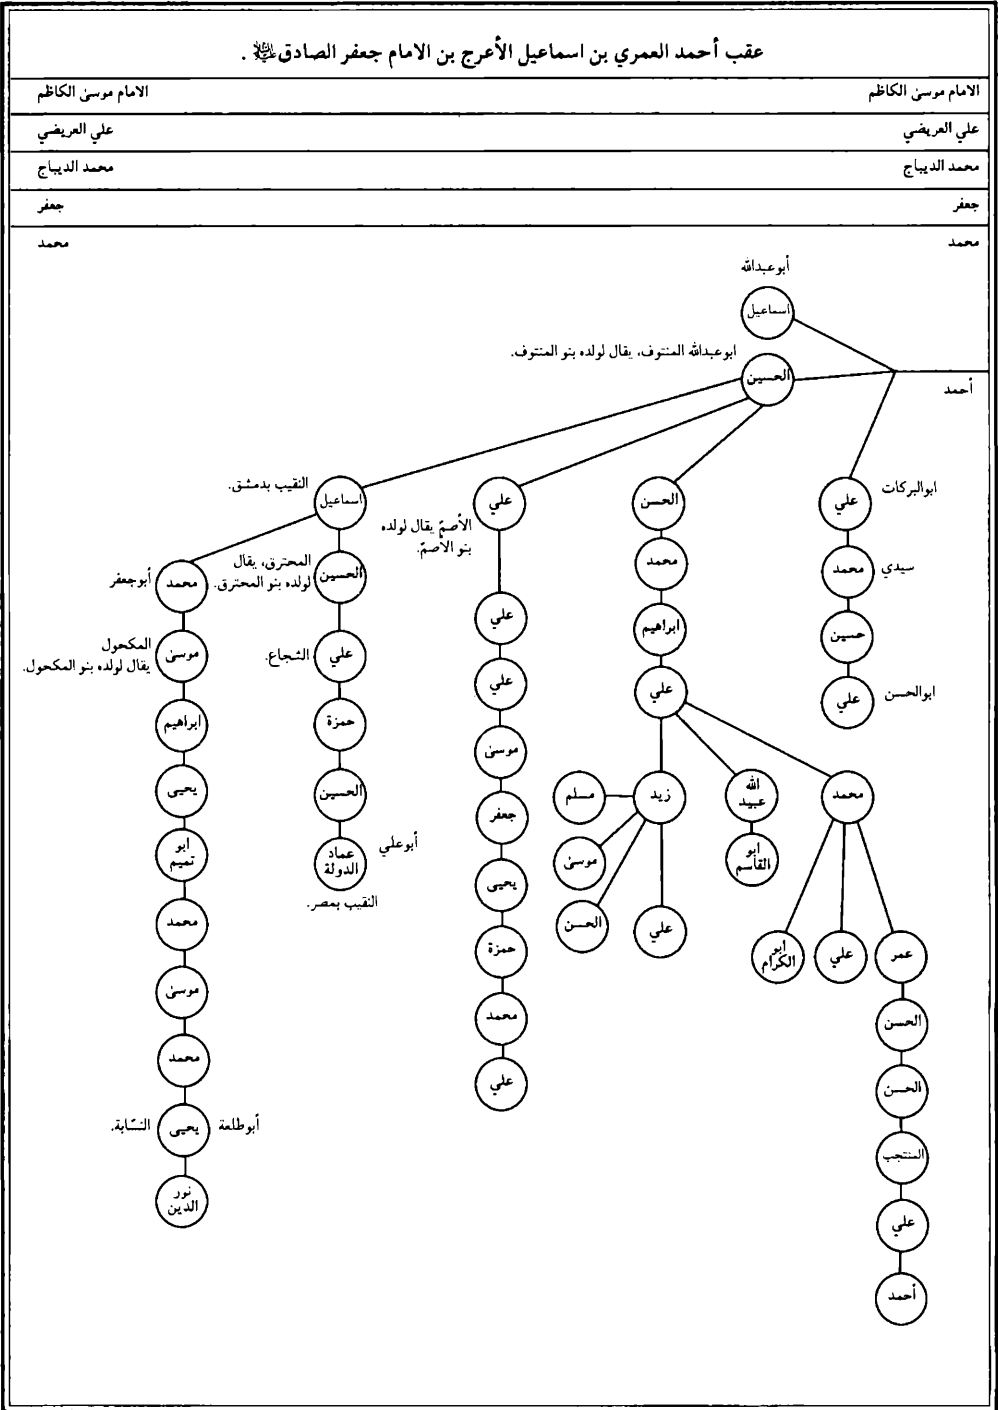 عقب أحمد العمري بن اسماعيل الأعرج بن الامام جعفر الصادق عليه السلام .
الامام موسىٰ الكاظم
الامام موسىٰ الكاظم
علي العريضي
علي العريضي
محمد الديباج
محمد الديباج
جعفر
جعفر
محمد
محمد
أبو عبدالله
اسماعيل
ابو عبدالله المنتوف، يقال لولده بنو المنتوف.
الحسين
أحمد
ابوالبركات
علي
سيدي
محمد
حسين
ابوالحسن
علي
الحسن
محمد
ابراهيم
علي
محمد
عمر
الحسن
الحسن
المنتجب
علي
أحمد
علي
ابو
الكرام
الله
عبيد
ابو
القاسم
زيد
مسلم
موسىٰ
الحسن
علي
علي
الأصمّ يقال لولده
بنو الأصمّ.
علي
علي
موسىٰ
جعفر
يحيى
حمزة
محمد
علي
اسماعيل
النقيب بدمشق.
الحسين
المحترق، يقال
لولده بنو المحترق.
علي
الشجاع.
حمزة
الحسين
أبوعلي
عماد
الدولة
النقيب بمصر.
محمد
أبوجعفر
موسىٰ
المكحول
يقال لولده بنو المكحول.
ابراهيم
يحيى
ابو
تميم
محمد
موسىٰ
محمد
أبوطلعة
يحيى
النسّابة.
نور
الدين